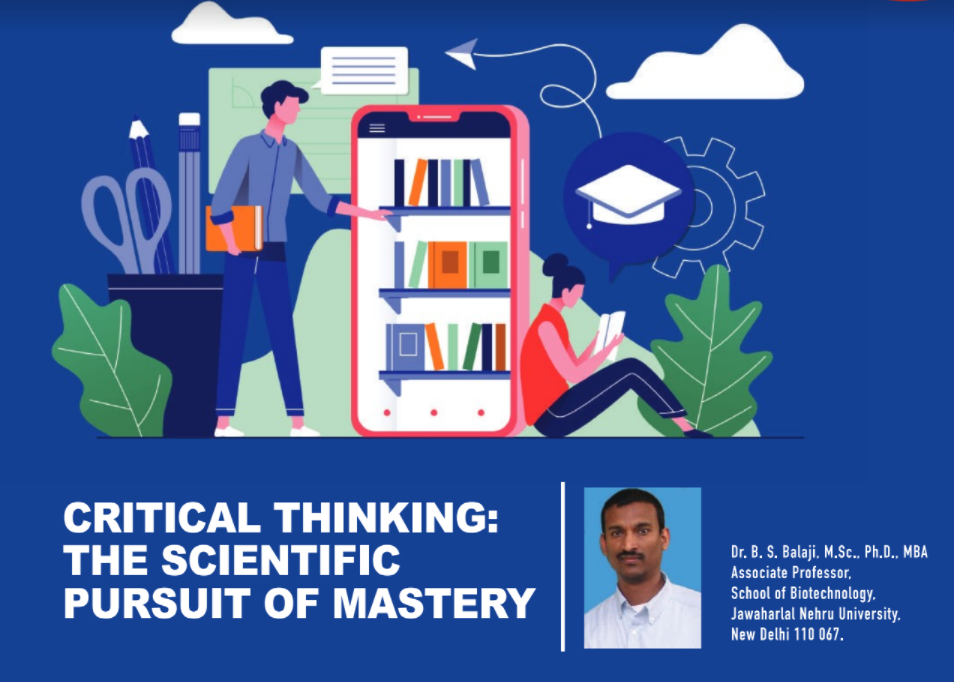 CRITICAL THINKING:
THE SCIENTIFIC
PURSUIT OF MASTERY
Dr. B. S. Balaji, M.Sc., Ph.D., MBA
Associate Professor,
School of Biotechnology,
Jawaharlal Nehru University,
New Delhi 110 067.